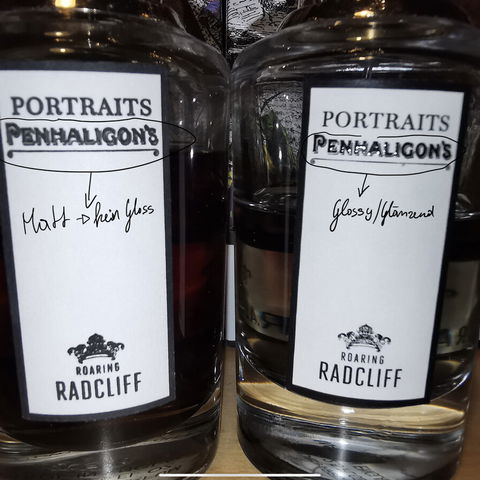 PORTRAITS
PENHALIGON'S
Matt → kein Gloss
ROARING
RADCLIFF
PORTRAITS
PENHALIGON'S
Glossy/Glänzend
ROARING
RADCLIFF